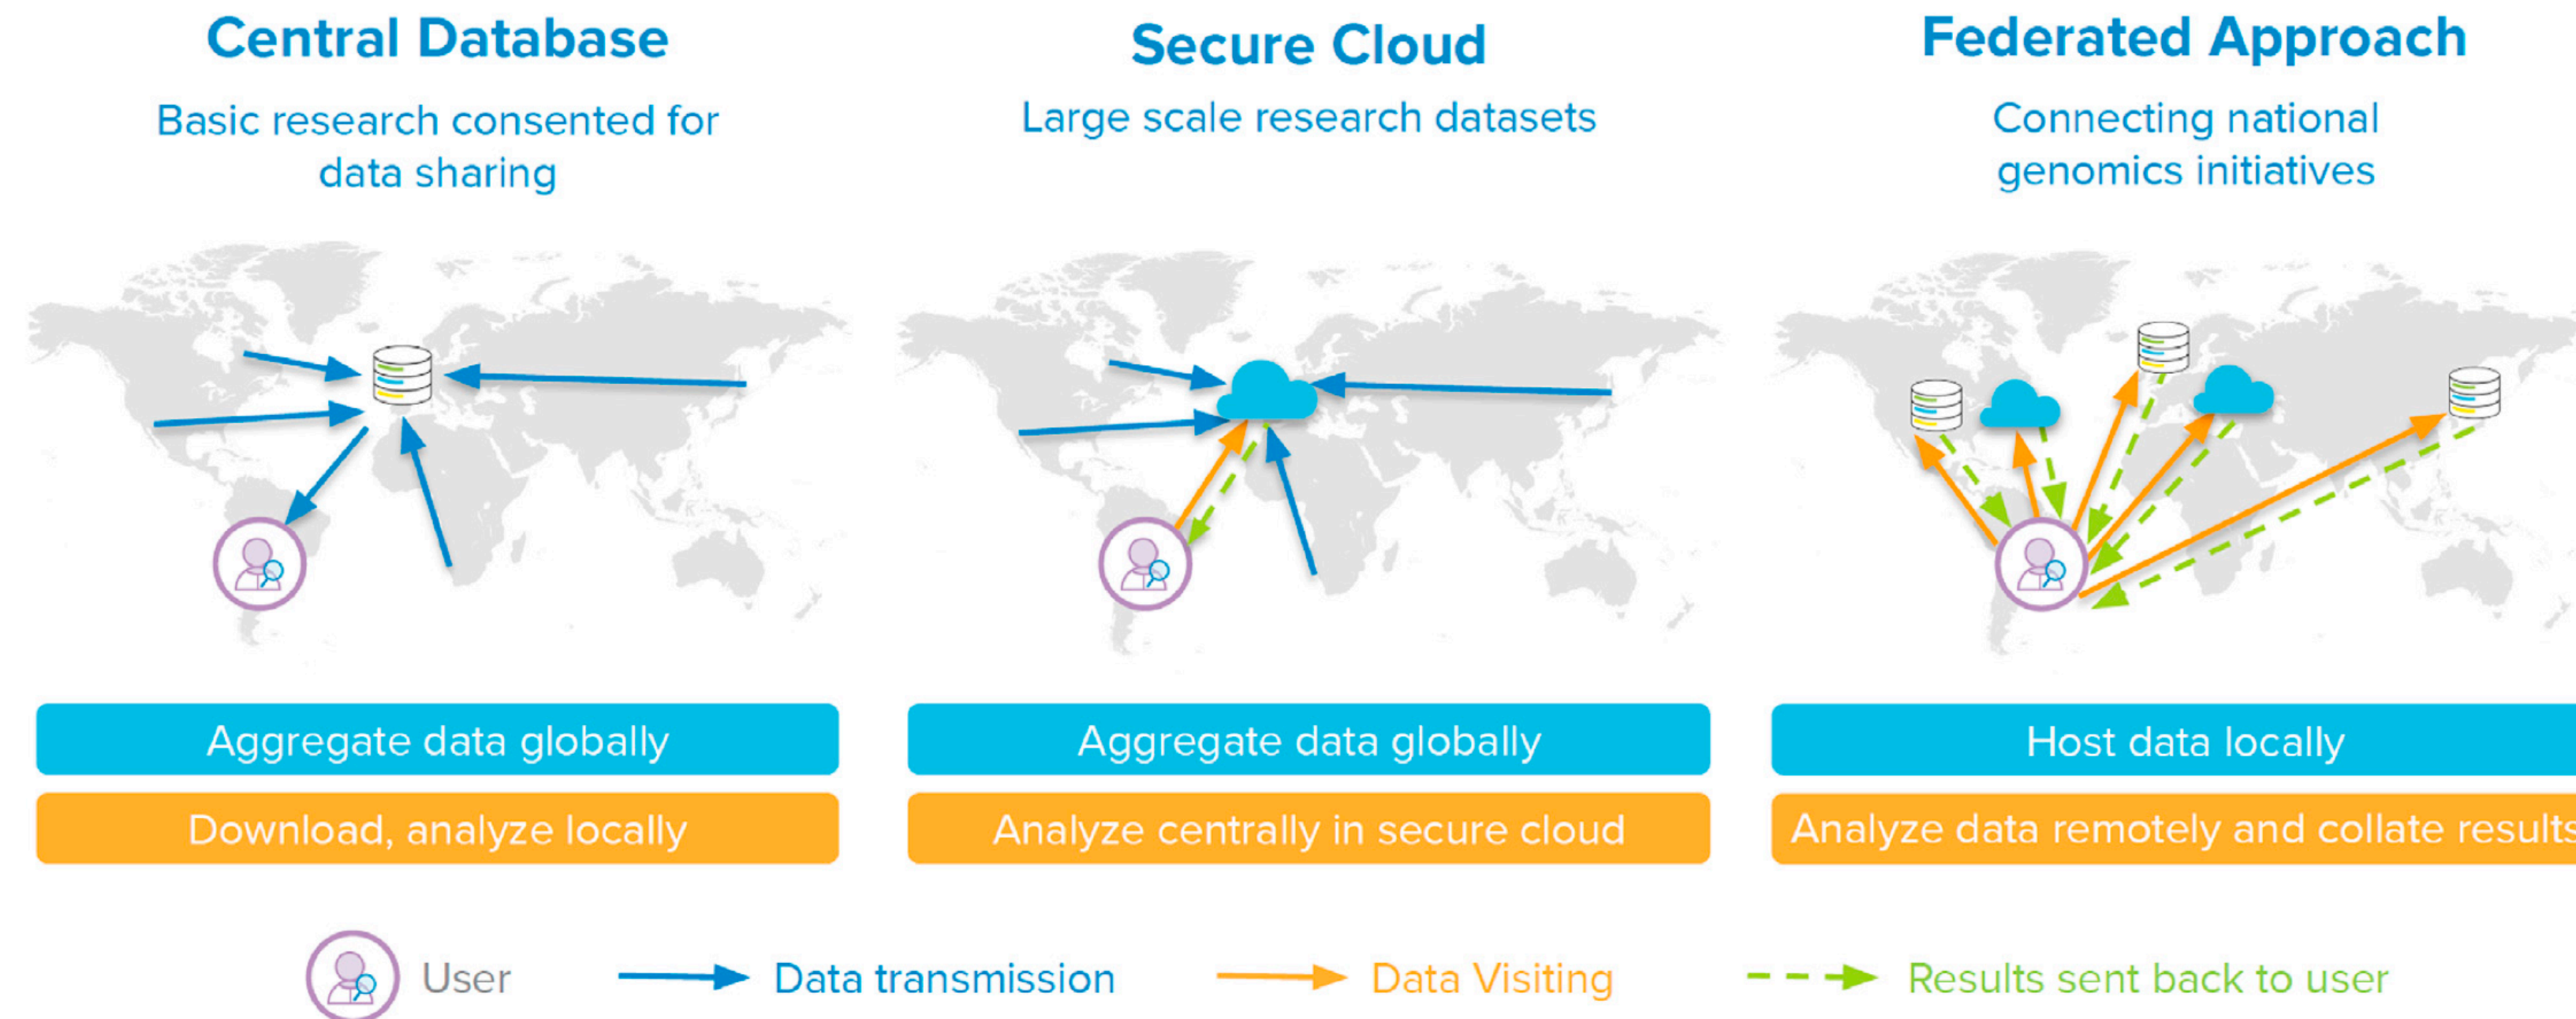 Central Database
Basic research consented for
data sharing
Aggregate data globally
Download, analyze locally
Secure Cloud
Large scale research datasets
Aggregate data globally
Analyze centrally in secure cloud
Federated Approach
Connecting national
genomics initiatives
Host data locally
Analyze data remotely and collate results
User
Data transmission
Data Visiting
Results sent back to user